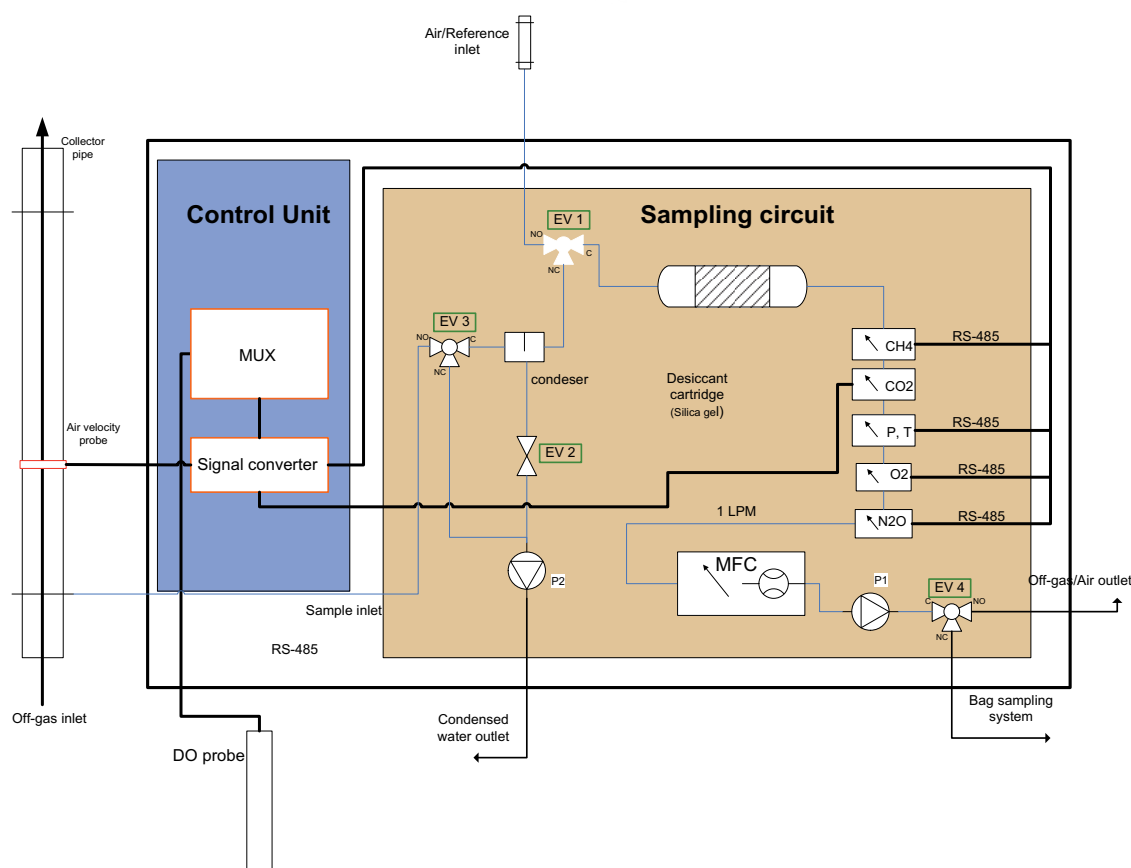 Air/Reference
inlet
Collector
pipe
Control Unit
Sampling circuit
EV 1
NO
C
NC
EV 3
NO
C
NC
MUX
condeser
Desiccant
cartridge
(Silica gel)
CH4
RS-485
CO2
P, T
RS-485
O2
RS-485
N2O
RS-485
Air velocity
probe
Signal converter
EV 2
1 LPM
MFC
P2
P1
EV 4
C
NO
NC
Off-gas/Air outlet
Sample inlet
RS-485
Off-gas inlet
Condensed
water outlet
Bag sampling
system
DO probe